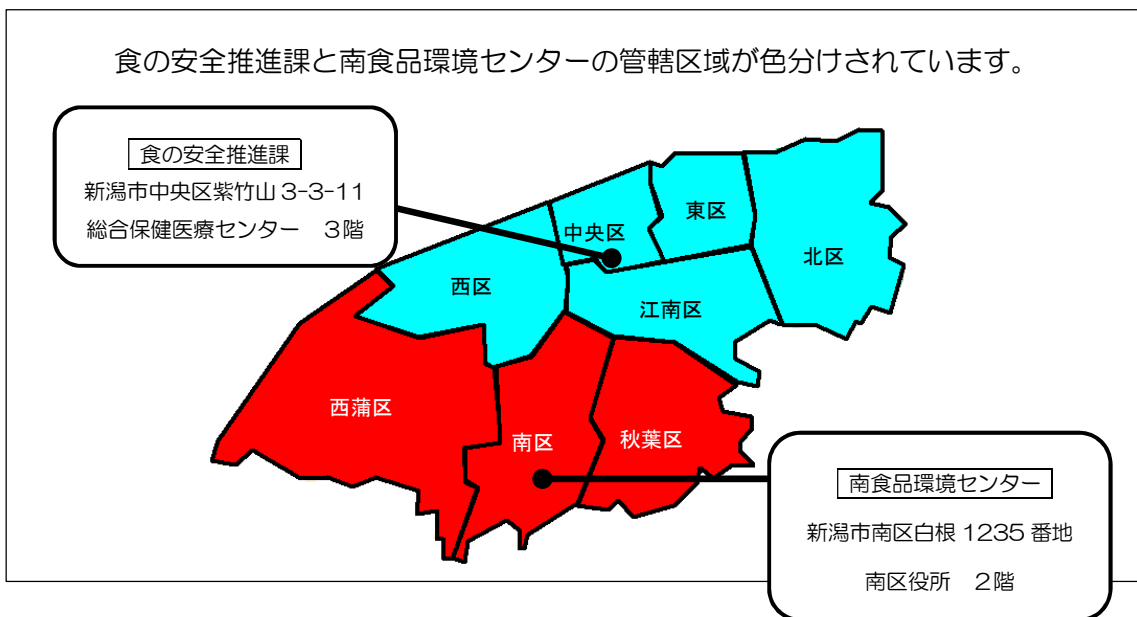 食の安全推進課と南食品環境センターの管轄区域が色分けされています。
食の安全推進課
新潟市中央区紫竹山3-3-11
総合保健医療センター　3階
中央区
東区
北区
西区
江南区
西蒲区
南区
秋葉区
南食品環境センター
新潟市南区白根1235番地
南区役所　2階